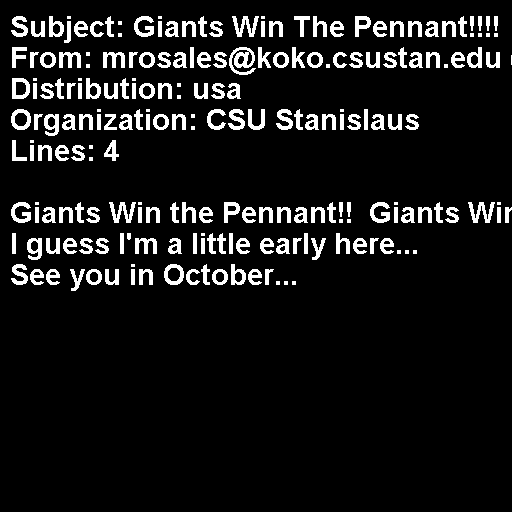 Subject: Giants Win The Pennant!!!!
From: mrosales@koko.csustan.edu
Distribution: usa
Organization: CSU Stanislaus
Lines: 4

Giants Win the Pennant!!  Giants Win
I guess I'm a little early here...
See you in October...